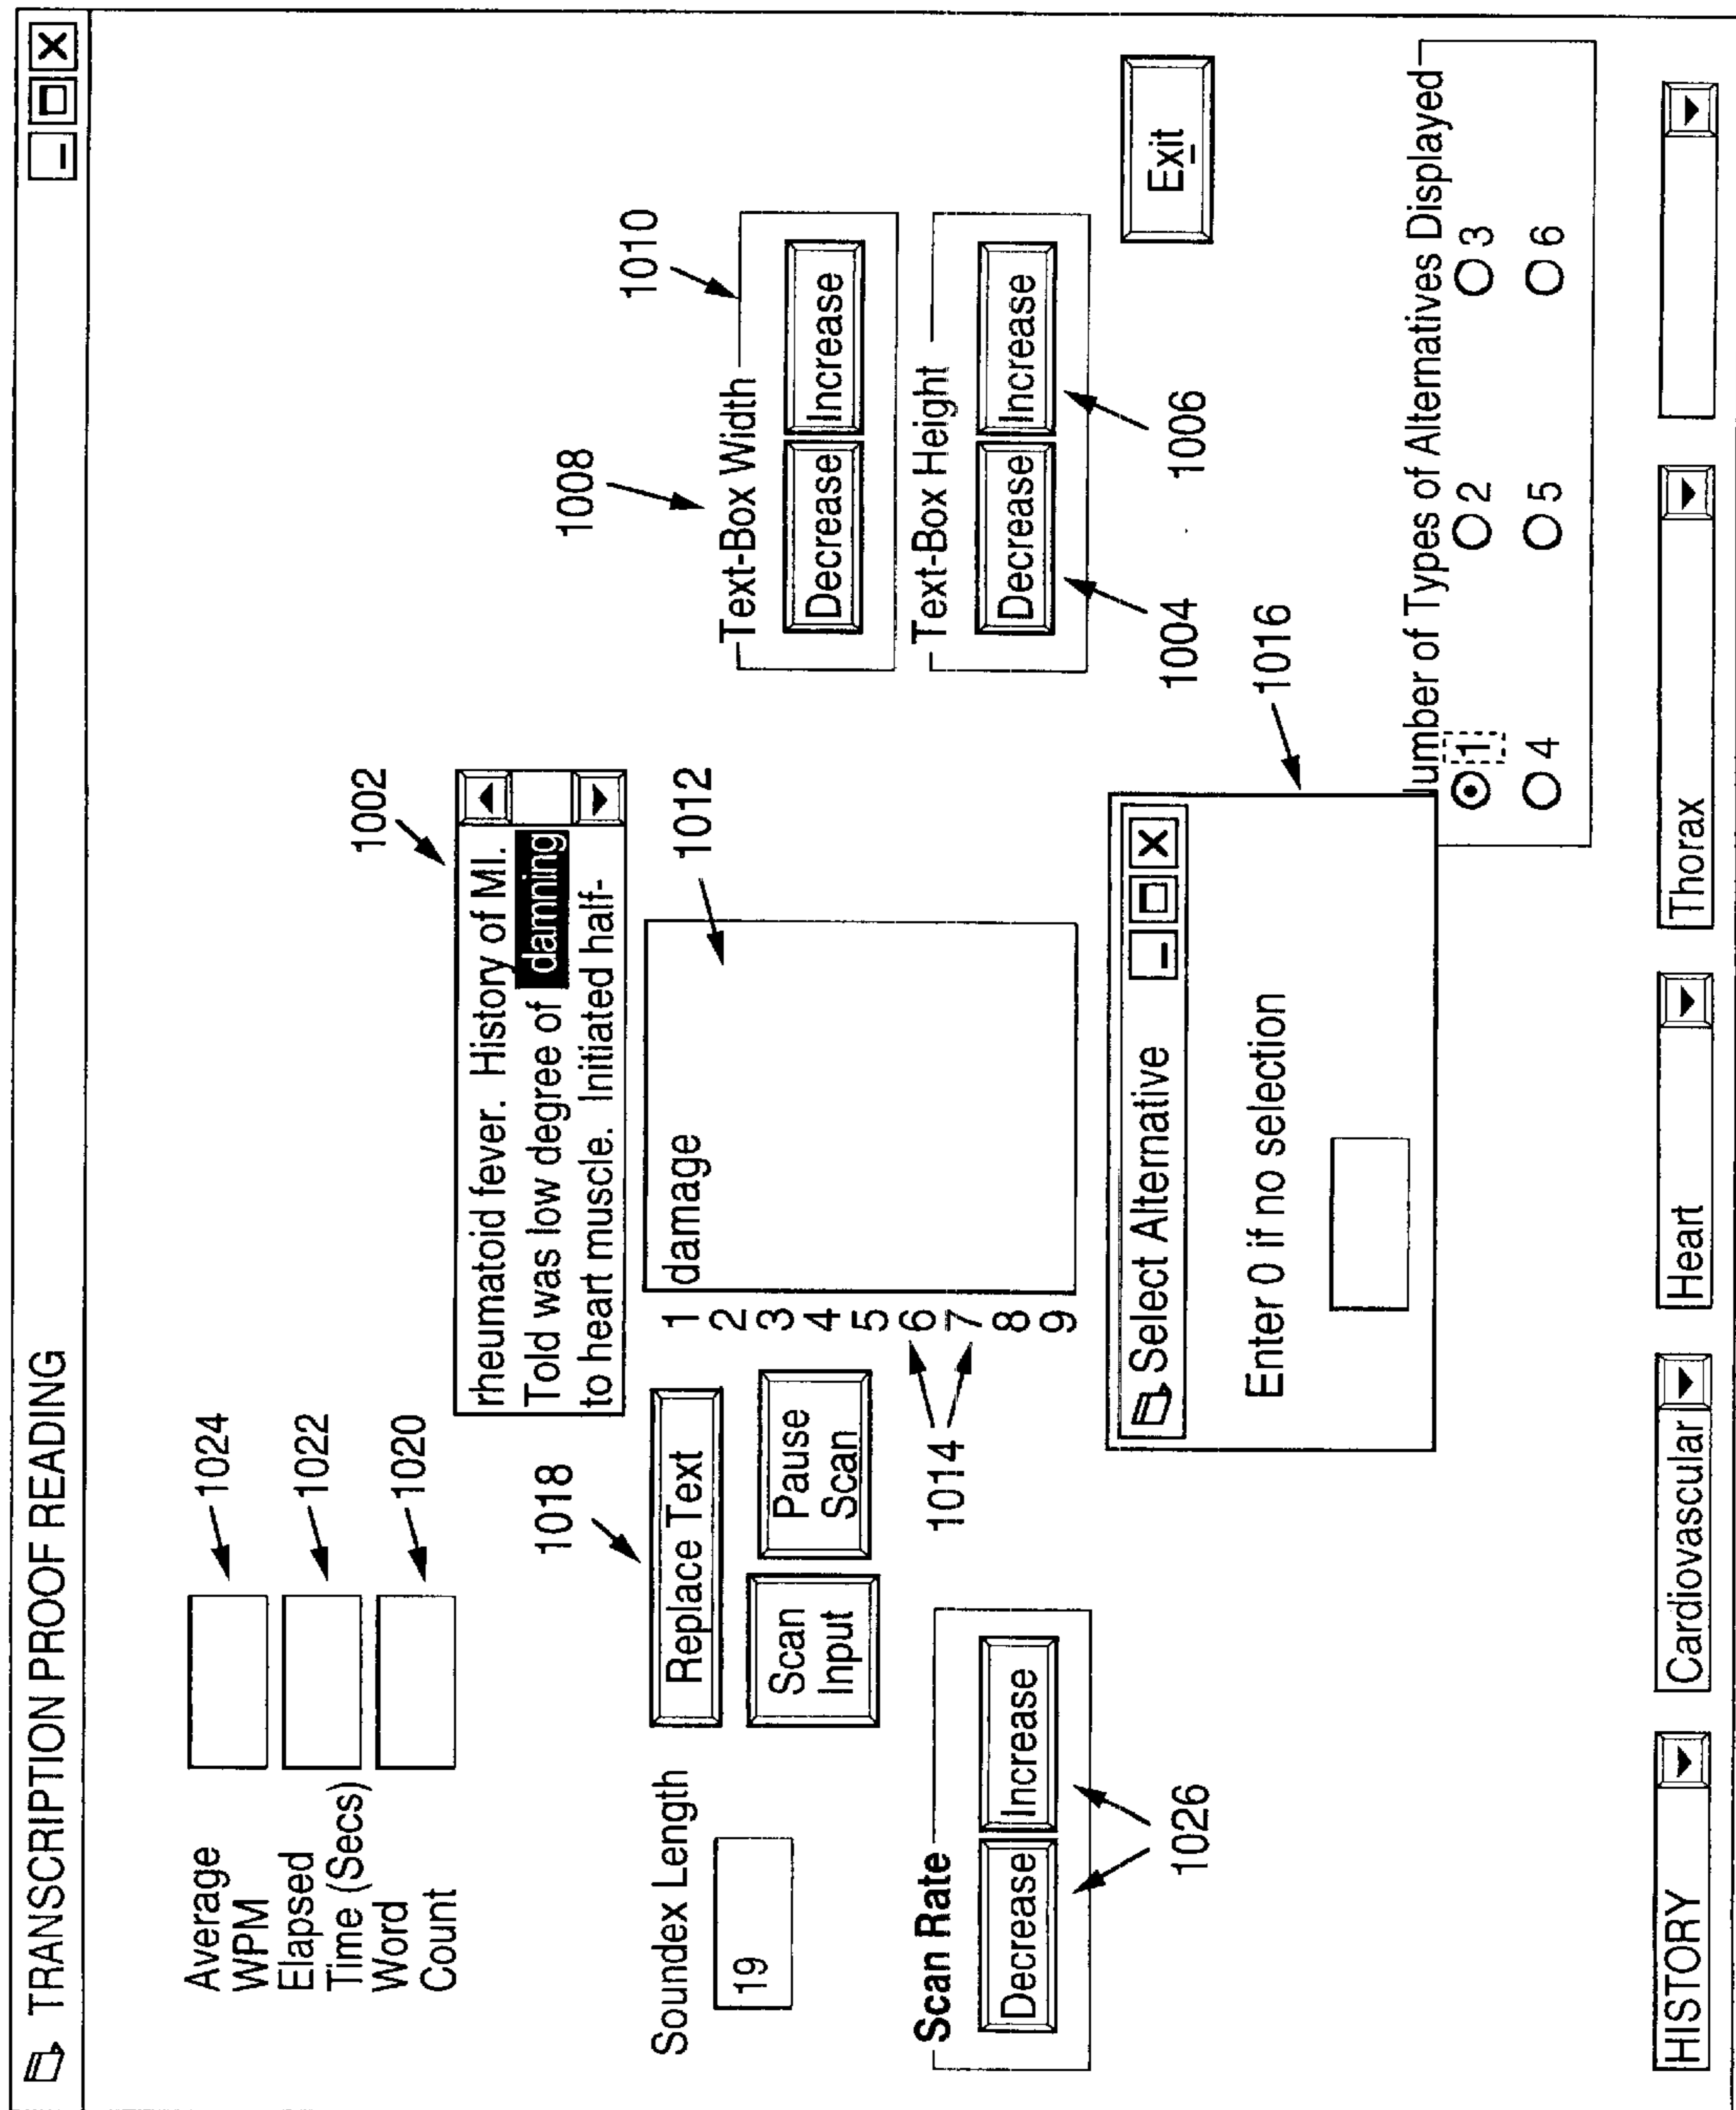 TRANSCRIPTION PROOF READING
Average
WPM
1024
Elapsed
Time (Secs)
1022
Word
Count
1020
1002
rheumatoid fever. History of MI.
Told was low degree of damning
to heart muscle. Initiated half-
Soundex Length
19
1018
Replace Text
Scan
Input
Pause
Scan
1014
1 damage
2
3
4
5
6
7
8
9
1012
1008
1010
Text-Box Width
Decrease Increase
Text-Box Height
Decrease Increase
1004
1006
Scan Rate
Decrease Increase
1026
Exit
1016
Select Alternative
Enter 0 if no selection
umber of Types of Alternatives Displayed
1 2 3
4 5 6
HISTORY Cardiovascular Heart Thorax